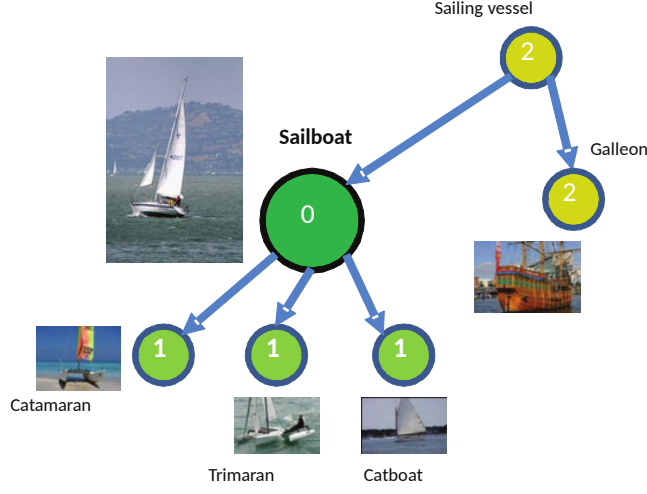 Sailing vessel
2
Sailboat
Galleon
0
2
1
1
1
Catamaran
Trimaran
Catboat